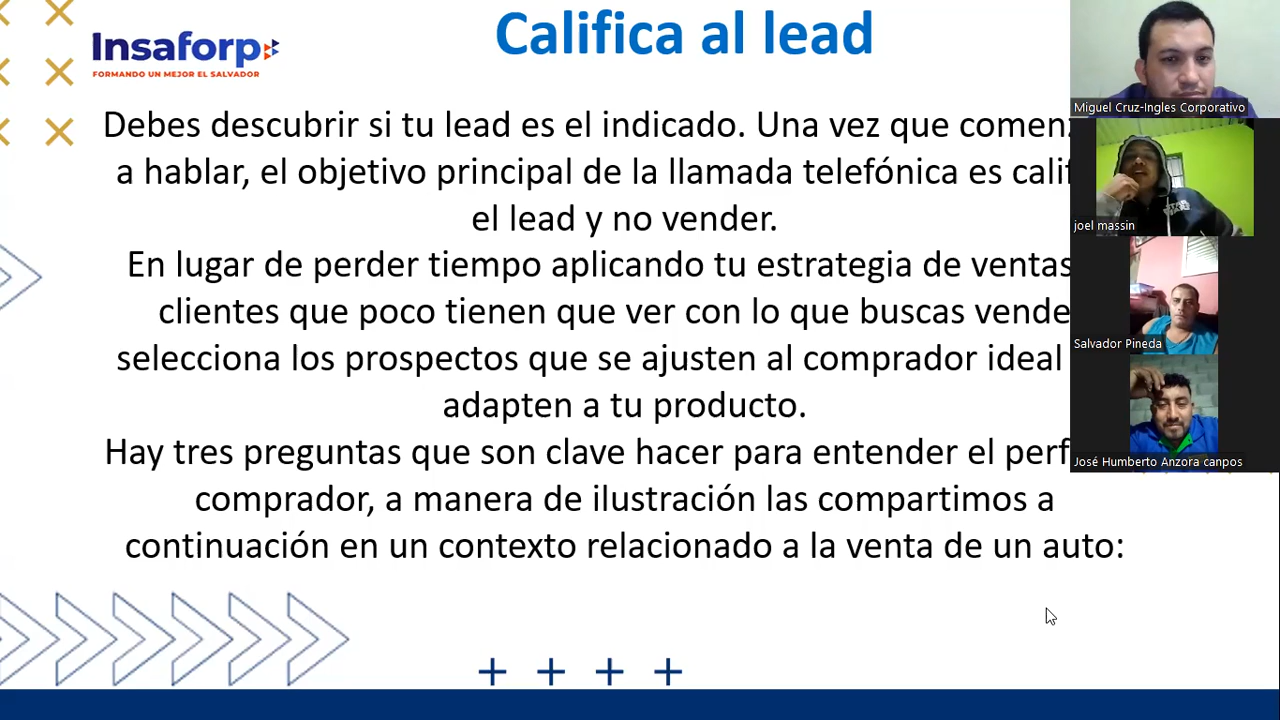 Califica al lead
Insaforp
FORMANDO UN MEJOR EL SALVADOR
Debes descubrir si tu lead es el indicado. Una vez que
a hablar, el objetivo principal de la llamada telefónica es
el lead y no vender.
En lugar de perder tiempo aplicando tu estrategia de ventas
clientes que poco tienen que ver con lo que buscas
selecciona los prospectos que se ajusten al comprador ideal
adapten a tu producto.
Hay tres preguntas que son clave hacer para entender el
comprador, a manera de ilustración las compartimos a
continuación en un contexto relacionado a la venta de un auto:
Miguel Cruz-Ingles Corporativo
joel massin
Salvador Pineda
José Humberto Anzora canpos
STAR WARS